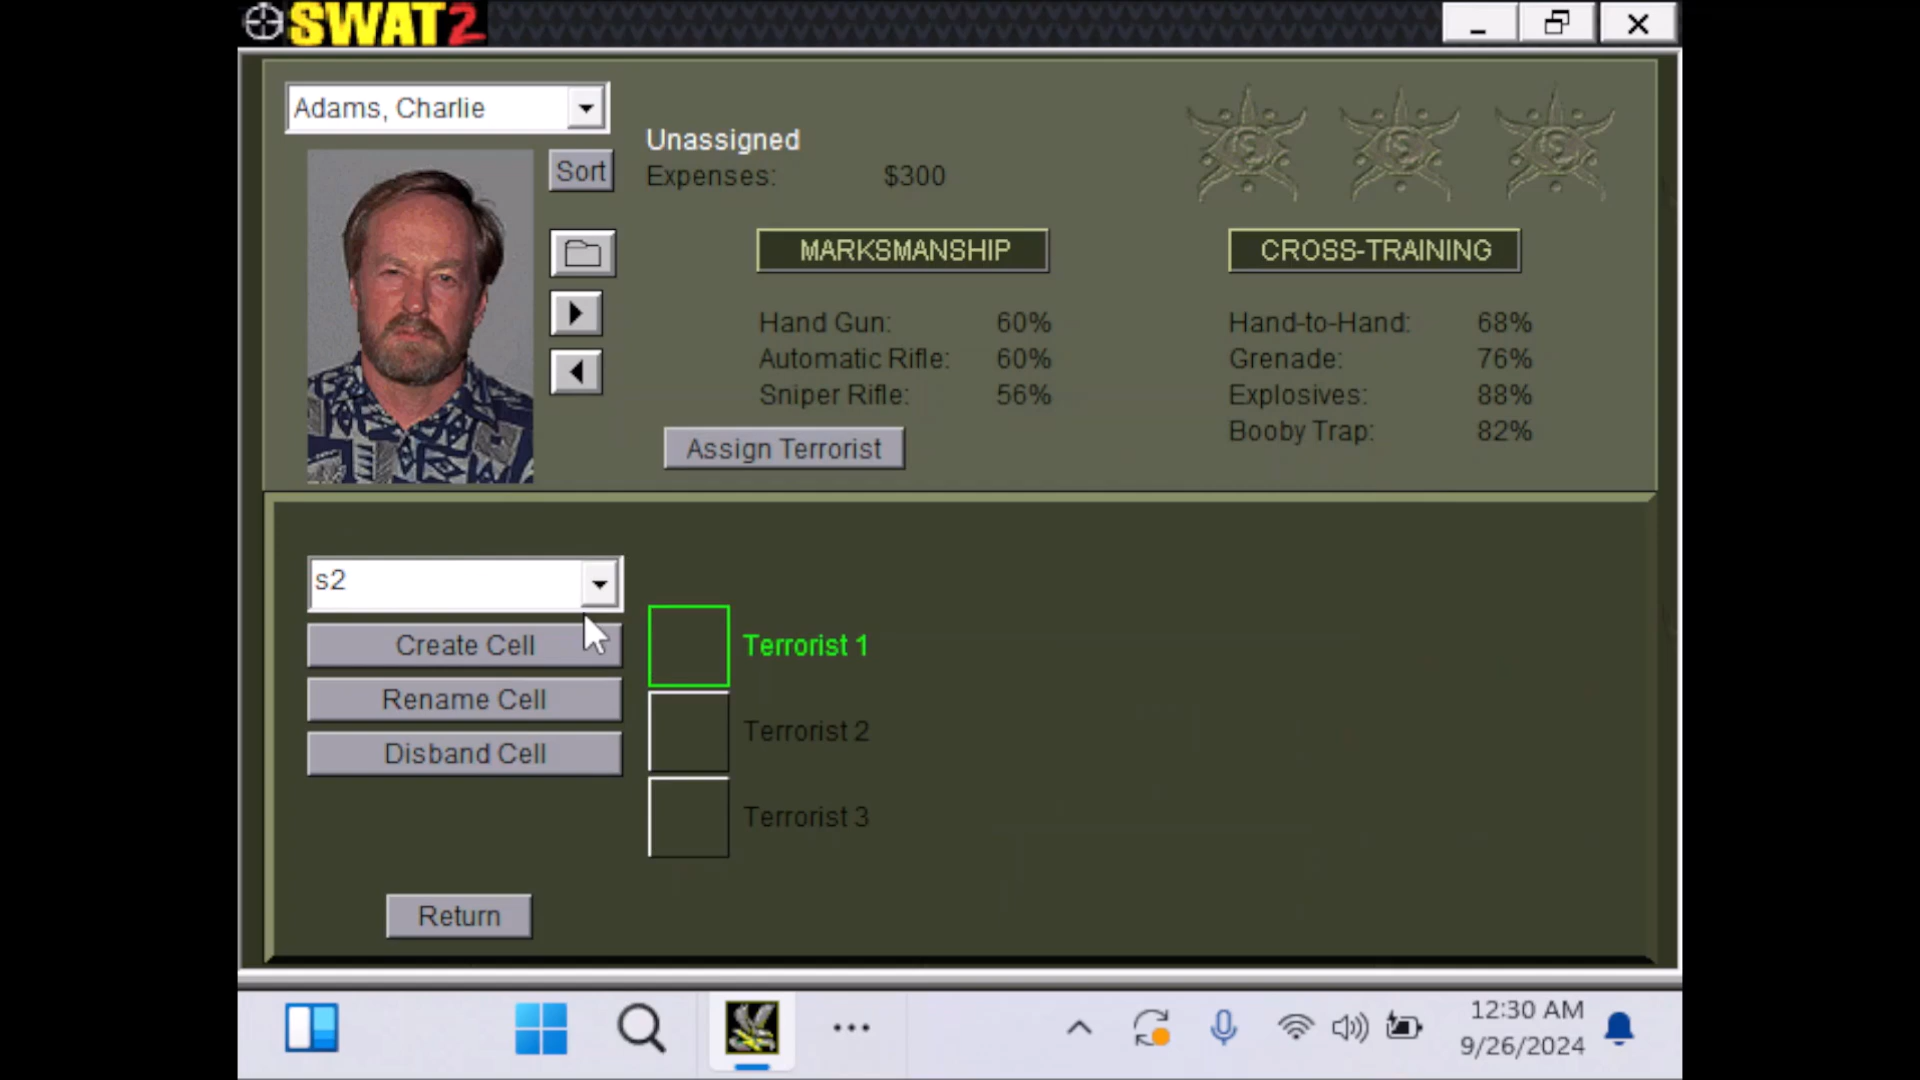 SWAT2
Adams, Charlie
Sort
Unassigned
Expenses: $300
MARKSMANSHIP
Hand Gun: 60%
Automatic Rifle: 60%
Sniper Rifle: 56%
Assign Terrorist
CROSS-TRAINING
Hand-to-Hand: 68%
Grenade: 76%
Explosives: 88%
Booby Trap: 82%
s2
Create Cell
Rename Cell
Disband Cell
Terrorist 1
Terrorist 2
Terrorist 3
Return
12:30 AM
9/26/2024